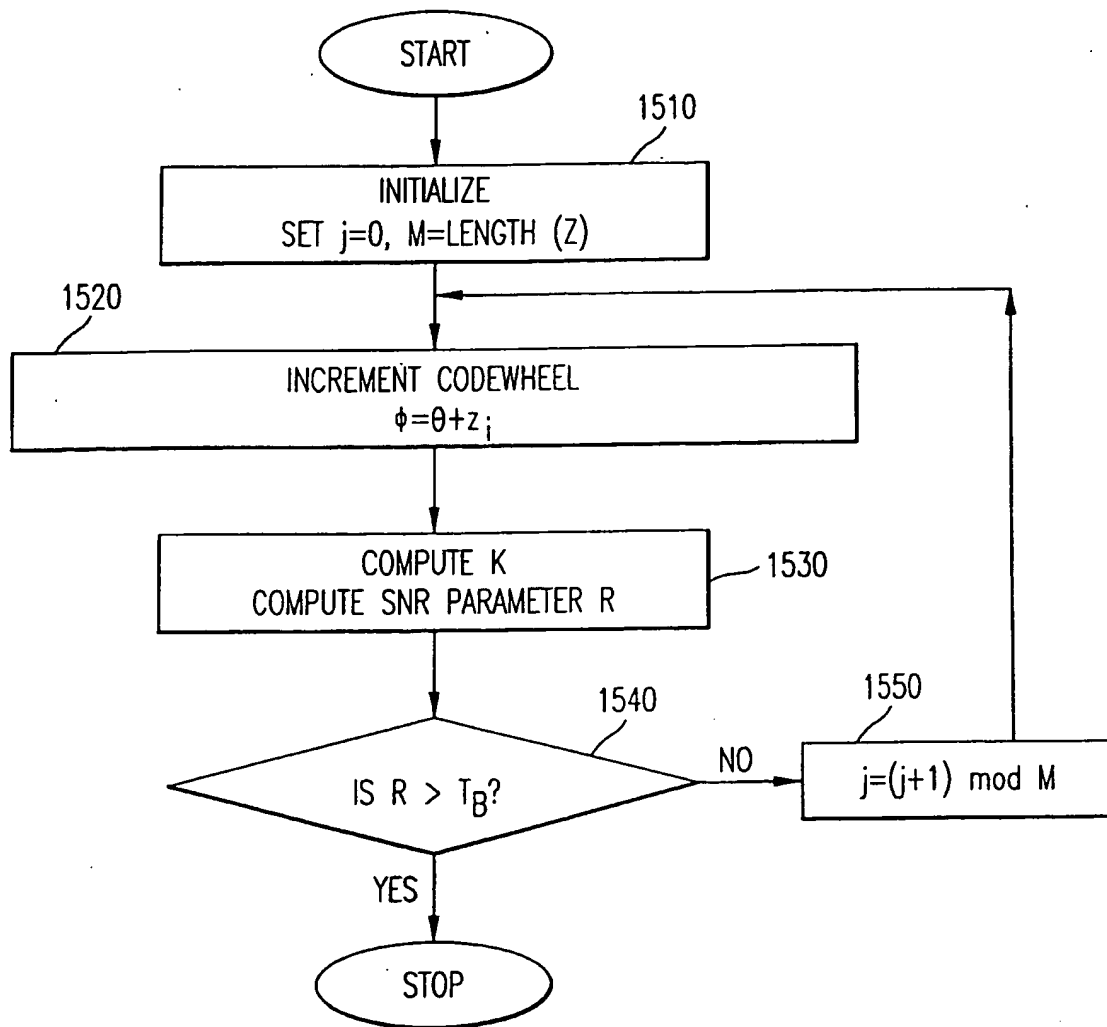 START
1510
INITIALIZE
SET j=0, M=LENGTH (Z)
1520
INCREMENT CODEWHEEL
ϕ=θ+zj
COMPUTE K
COMPUTE SNR PARAMETER R
1530
1540
IS R > TB?
NO
1550
j=(j+1) mod M
YES
STOP